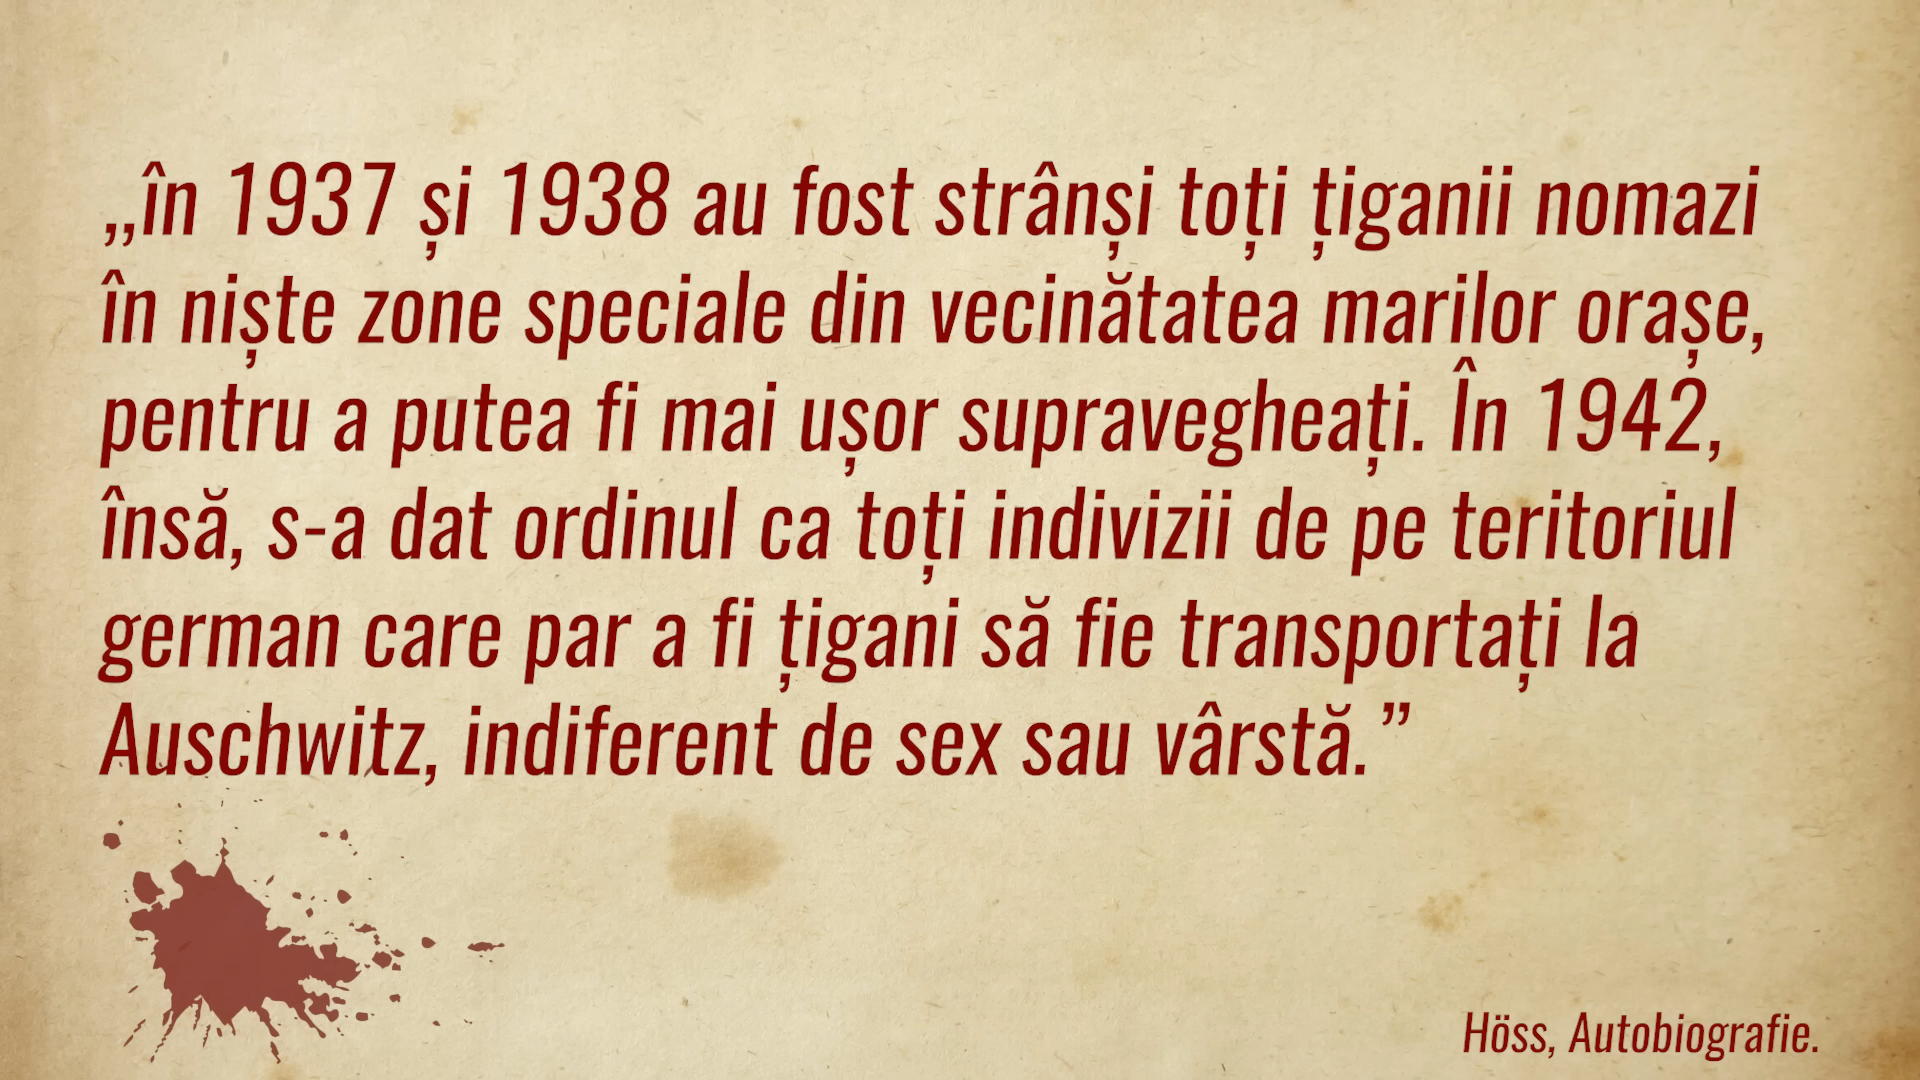 „în 1937 și 1938 au fost strânși toți țiganii nomazi
în niște zone speciale din vecinătatea marilor orașe,
pentru a putea fi mai ușor supravegheați. În 1942,
însă, s-a dat ordinul ca toți indivizii de pe teritoriul
german care par a fi țigani să fie transportați la
Auschwitz, indiferent de sex sau vârstă.”
Höss, Autobiografie.